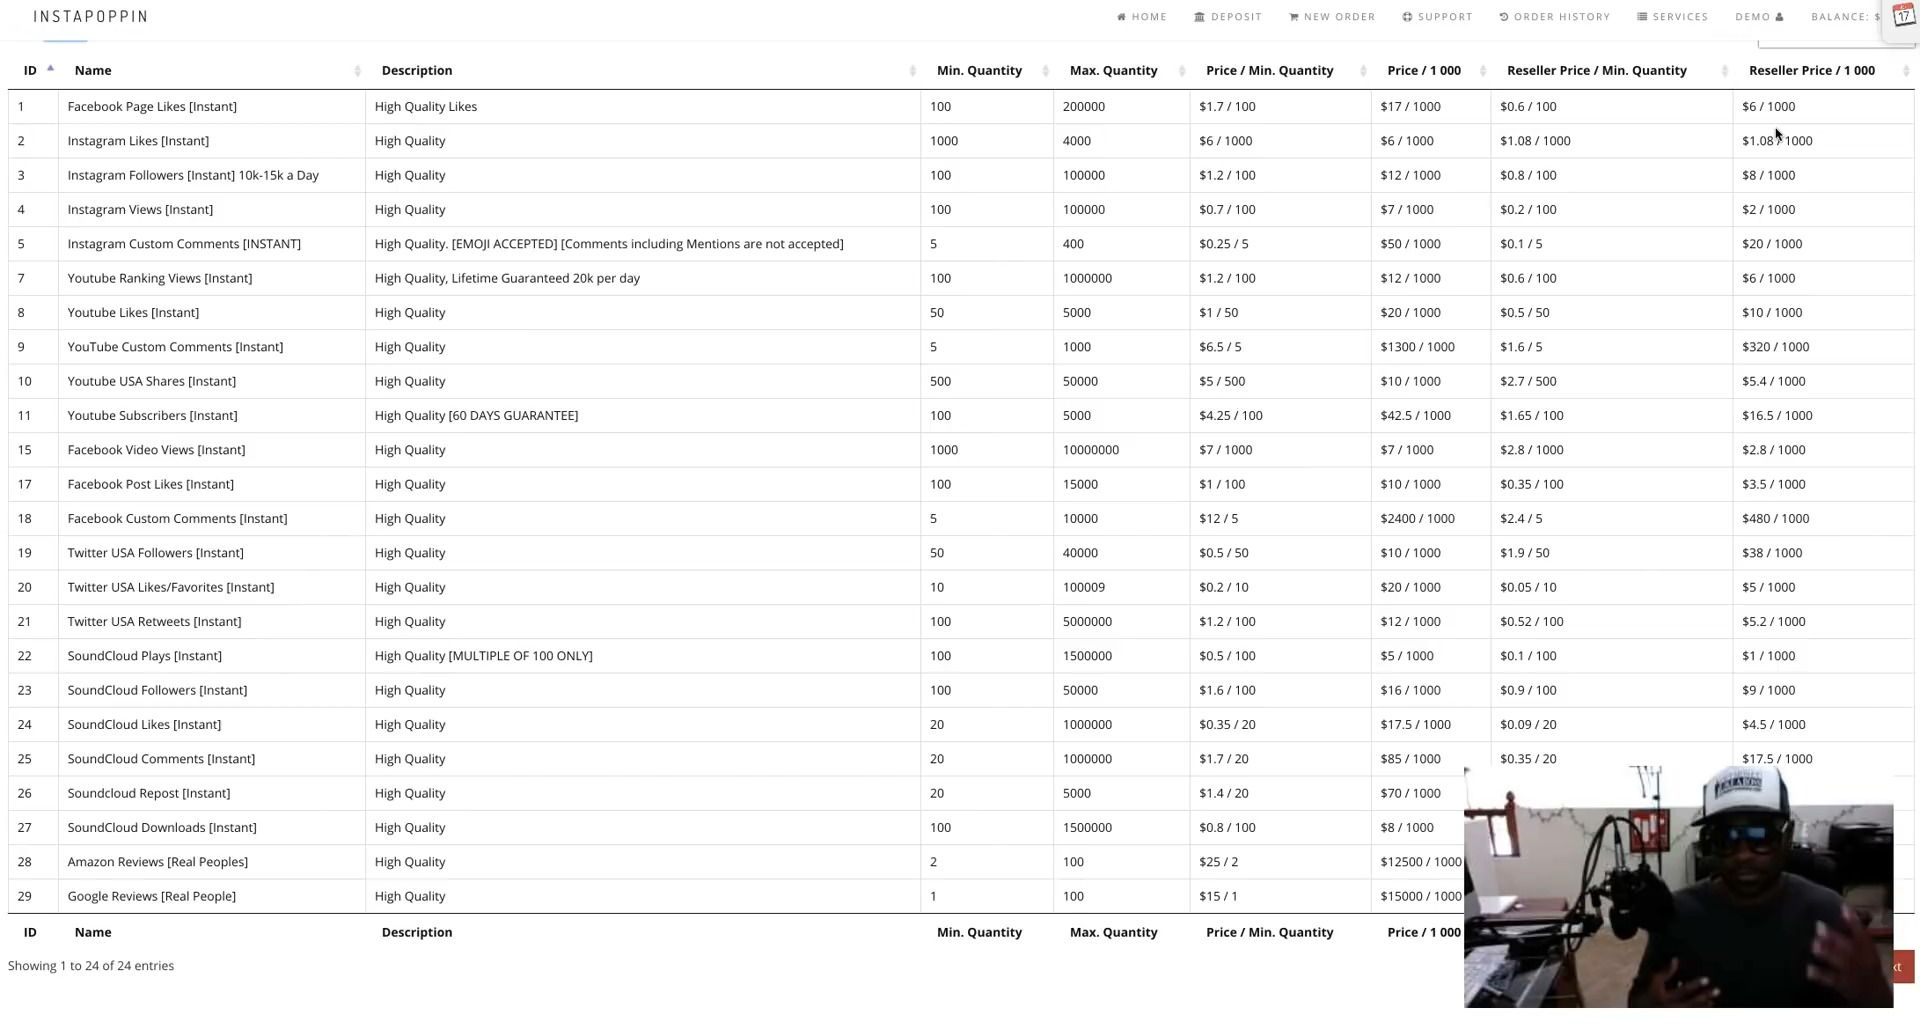 INSTAPOPPIN HOME DEPOSIT NEW ORDER SUPPORT ORDER HISTORY SERVICES DEMO BALANCE: $ 17
ID Name Description Min. Quantity Max. Quantity Price / Min. Quantity Price / 1 000 Reseller Price / Min. Quantity Reseller Price / 1 000
1 Facebook Page Likes [Instant] High Quality Likes 100 200000 $1.7 / 100 $17 / 1000 $0.6 / 100 $6 / 1000
2 Instagram Likes [Instant] High Quality 1000 4000 $6 / 1000 $6 / 1000 $1.08 / 1000 $1.08 / 1000
3 Instagram Followers [Instant] 10k-15k a Day High Quality 100 100000 $1.2 / 100 $12 / 1000 $0.8 / 100 $8 / 1000
4 Instagram Views [Instant] High Quality 100 100000 $0.7 / 100 $7 / 1000 $0.2 / 100 $2 / 1000
5 Instagram Custom Comments [INSTANT] High Quality. [EMOJI ACCEPTED] [Comments including Mentions are not accepted] 5 400 $0.25 / 5 $50 / 1000 $0.1 / 5 $20 / 1000
7 Youtube Ranking Views [Instant] High Quality, Lifetime Guaranteed 20k per day 100 1000000 $1.2 / 100 $12 / 1000 $0.6 / 100 $6 / 1000
8 Youtube Likes [Instant] High Quality 50 5000 $1 / 50 $20 / 1000 $0.5 / 50 $10 / 1000
9 YouTube Custom Comments [Instant] High Quality 5 1000 $6.5 / 5 $1300 / 1000 $1.6 / 5 $320 / 1000
10 Youtube USA Shares [Instant] High Quality 500 50000 $5 / 500 $10 / 1000 $2.7 / 500 $5.4 / 1000
11 Youtube Subscribers [Instant] High Quality [60 DAYS GUARANTEE] 100 5000 $4.25 / 100 $42.5 / 1000 $1.65 / 100 $16.5 / 1000
15 Facebook Video Views [Instant] High Quality 1000 10000000 $7 / 1000 $7 / 1000 $2.8 / 1000 $2.8 / 1000
17 Facebook Post Likes [Instant] High Quality 100 15000 $1 / 100 $10 / 1000 $0.35 / 100 $3.5 / 1000
18 Facebook Custom Comments [Instant] High Quality 5 10000 $12 / 5 $2400 / 1000 $2.4 / 5 $480 / 1000
19 Twitter USA Followers [Instant] High Quality 50 40000 $0.5 / 50 $10 / 1000 $1.9 / 50 $38 / 1000
20 Twitter USA Likes/Favorites [Instant] High Quality 10 100009 $0.2 / 10 $20 / 1000 $0.05 / 10 $5 / 1000
21 Twitter USA Retweets [Instant] High Quality 100 5000000 $1.2 / 100 $12 / 1000 $0.52 / 100 $5.2 / 1000
22 SoundCloud Plays [Instant] High Quality [MULTIPLE OF 100 ONLY] 100 1500000 $0.5 / 100 $5 / 1000 $0.1 / 100 $1 / 1000
23 SoundCloud Followers [Instant] High Quality 100 50000 $1.6 / 100 $16 / 1000 $0.9 / 100 $9 / 1000
24 SoundCloud Likes [Instant] High Quality 20 1000000 $0.35 / 20 $17.5 / 1000 $0.09 / 20 $4.5 / 1000
25 SoundCloud Comments [Instant] High Quality 20 1000000 $1.7 / 20 $85 / 1000 $0.35 / 20 $17.5 / 1000
26 Soundcloud Repost [Instant] High Quality 20 5000 $1.4 / 20 $70 / 1000
27 SoundCloud Downloads [Instant] High Quality 100 1500000 $0.8 / 100 $8 / 1000
28 Amazon Reviews [Real Peoples] High Quality 2 100 $25 / 2 $12500 / 1000
29 Google Reviews [Real People] High Quality 1 100 $15 / 1 $15000 / 1000
ID Name Description Min. Quantity Max. Quantity Price / Min. Quantity Price / 1 000
Showing 1 to 24 of 24 entries